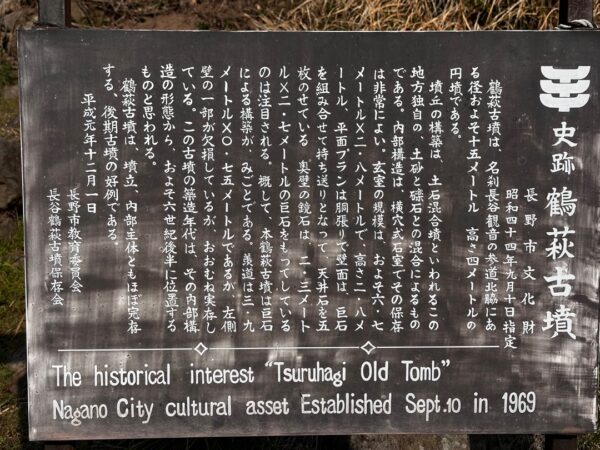 史跡 鶴萩古墳
長野市文化財
昭和四十四年九月十日指定
鶴萩古墳は、名刹長谷観音の参道北脇にあ
る径およそ十五メートル 高さ四メートルの
円墳である。
墳丘の構築は、土石混合墳といわれるこの
地方独自の 土砂と礫石との混合によるもの
である。内部構造は、横穴式石室でその保存
は非常によい。玄室の規模は、およそ六・七
メートル×二・八メートルで、高さ二・八メ
ートル、平面プランは胴張りで壁面は、巨石
を組み合せて持ち送りとなって、天井石を五
枚のせている。奥壁の鏡石は、二・三メート
ル×二・七メートルの巨石をもってしている
のは注目される。概して、本鶴萩古墳は巨石
による構築が、みごとである。羨道は三・九
メートル×〇・七五メートルであるが、左側
壁の一部が欠損しているが、おおむね実存し
ている。この古墳の築造年代は、その内部構
造の形態から、およそ六世紀後半に位置する
ものと思われる。
鶴萩古墳は、墳丘、内部主体ともほぼ完存
する、後期古墳の好例である。
平成元年十二月一日
長野市教育委員会
長谷鶴萩古墳保存会
The historical interest "Tsuruhagi Old Tomb"
Nagano City cultural asset Established Sept.10 in 1969